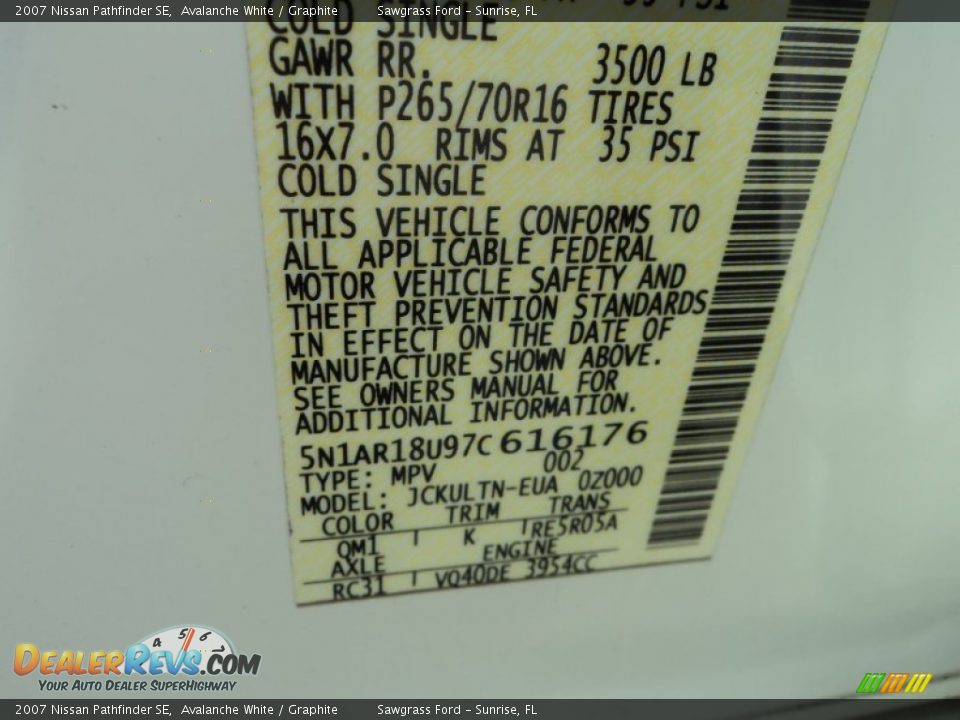 2007 Nissan Pathfinder SE, Avalanche White / Graphite Sawgrass Ford - Sunrise, FL
COLD SINGLE
GAWR RR. 3500 LB
WITH P265/70R16 TIRES
16X7.0 RIMS AT 35 PSI
COLD SINGLE
THIS VEHICLE CONFORMS TO
ALL APPLICABLE FEDERAL
MOTOR VEHICLE SAFETY AND
THEFT PREVENTION STANDARDS
IN EFFECT ON THE DATE OF
MANUFACTURE SHOWN ABOVE.
SEE OWNERS MANUAL FOR
ADDITIONAL INFORMATION.
5N1AR18U97C616176
TYPE: MPV 002
MODEL: JCKULTN-EUA 0Z000
COLOR TRIM TRANS
QM1 K RE5R05A
AXLE ENGINE
RC31 VQ40DE 3954CC
4 5 6
DEALERREVS.COM
YOUR AUTO DEALER SUPERHIGHWAY
2007 Nissan Pathfinder SE, Avalanche White / Graphite Sawgrass Ford - Sunrise, FL